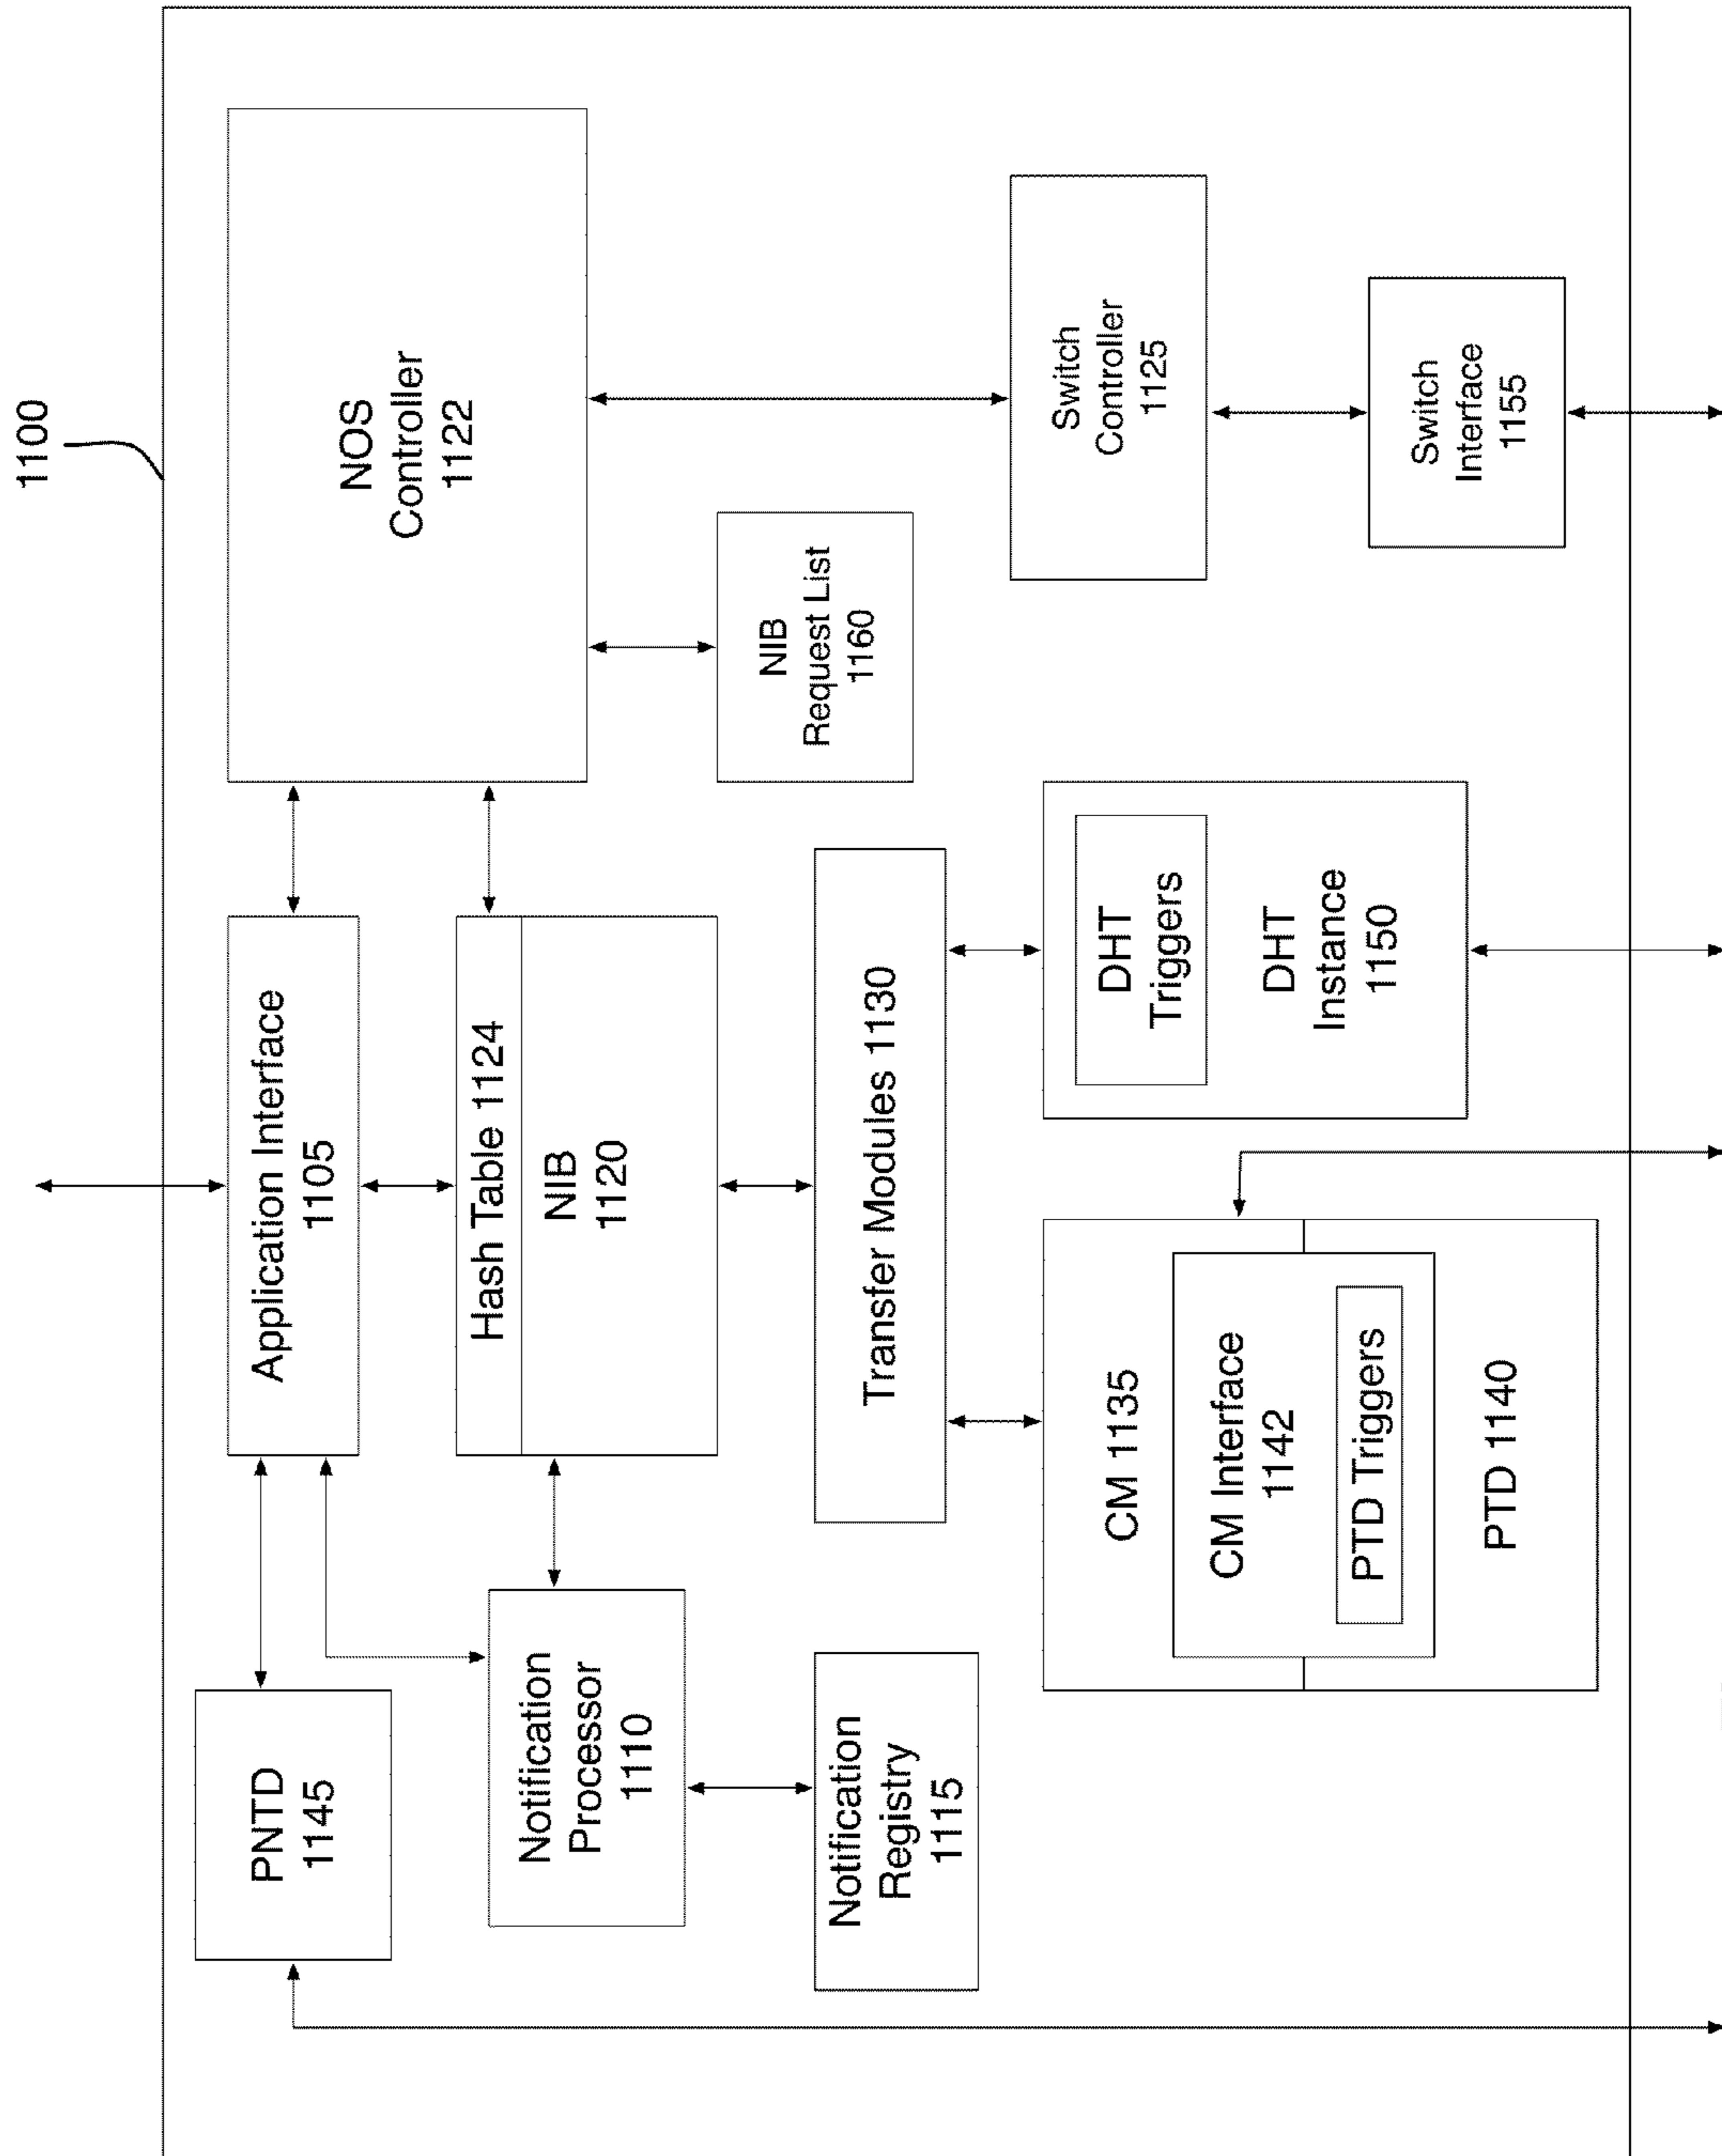 1100
PNTD
1145
Application Interface
1105
NOS
Controller
1122
Notification
Processor
1110
Hash Table 1124
NIB
1120
NIB
Request List
1160
Notification
Registry
1115
Transfer Modules 1130
Switch
Controller
1125
CM 1135
CM Interface
1142
PTD Triggers
PTD 1140
DHT
Triggers
DHT
Instance
1150
Switch
Interface
1155